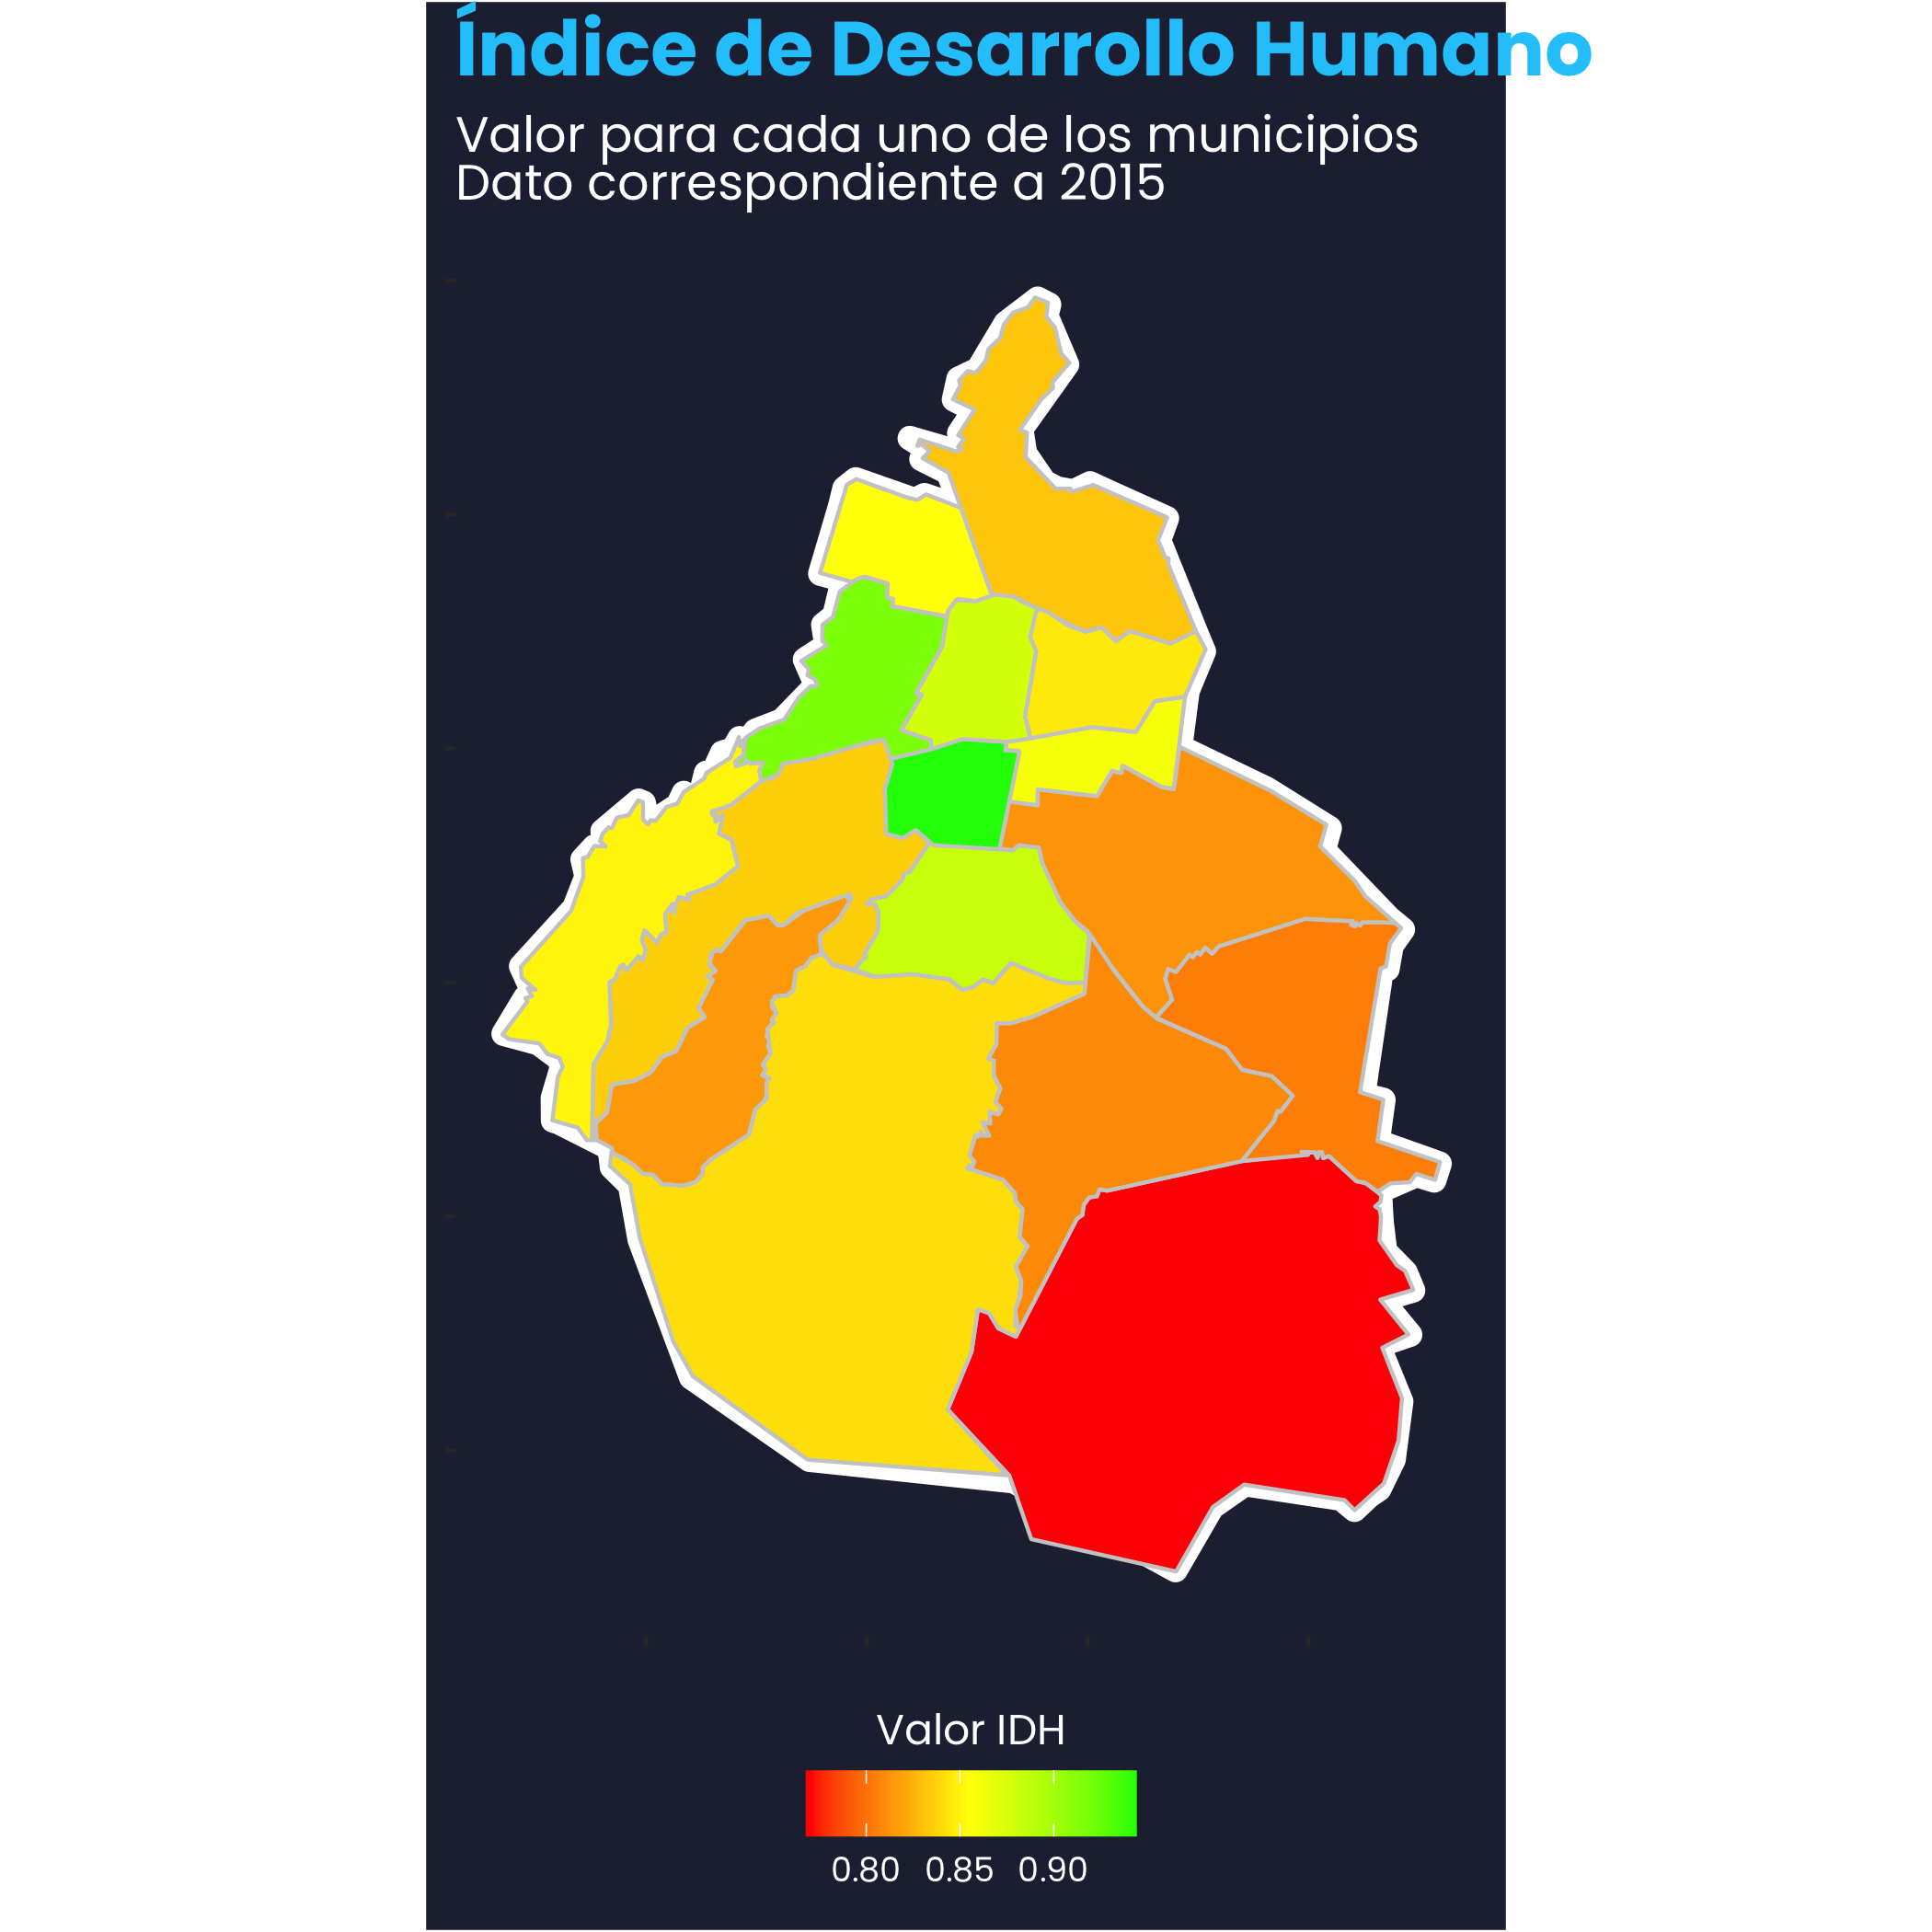 Índice de Desarrollo Humano
Valor para cada uno de los municipios
Dato correspondiente a 2015
Valor IDH
0.80 0.85 0.90